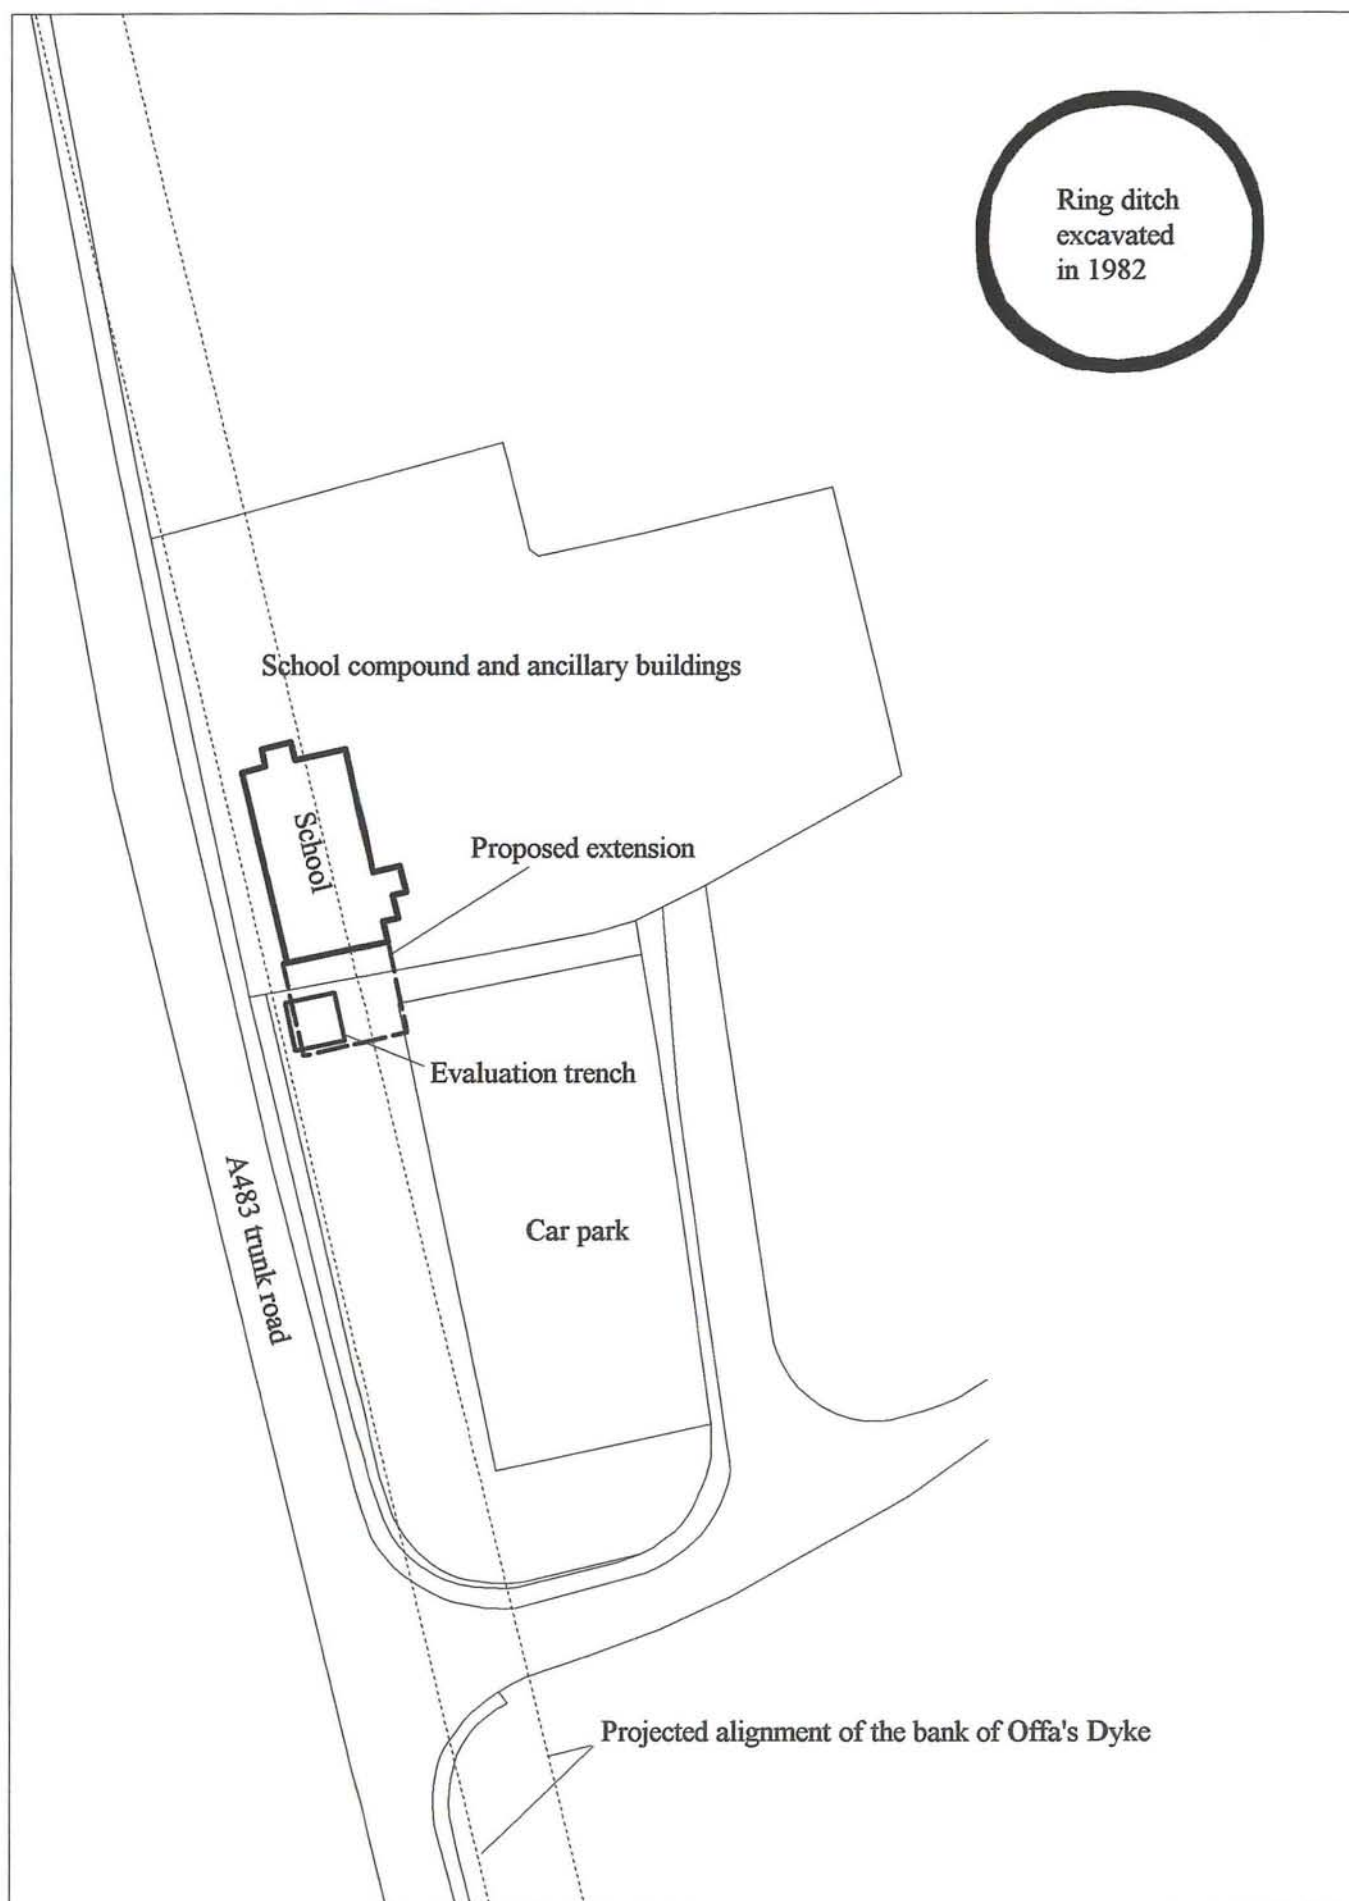 Ring ditch
excavated
in 1982
School compound and ancillary buildings
School
Proposed extension
Evaluation trench
A483 trunk road
Car park
Projected alignment of the bank of Offa's Dyke